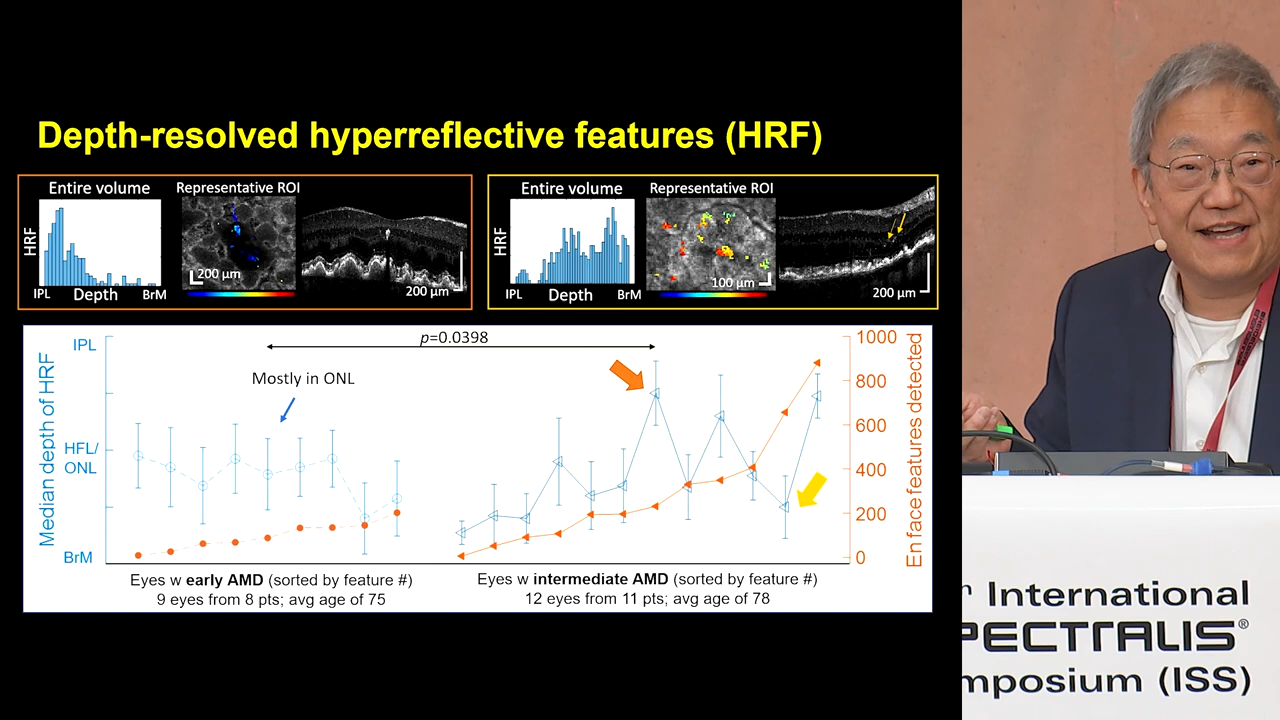 Depth-resolved hyperreflective features (HRF)
Entire volume
HRF
IPL Depth BrM
Representative ROI
200 µm
200 µm
Entire volume
HRF
IPL Depth BrM
Representative ROI
100 µm
200 µm
Median depth of HRF
IPL
HFL/
ONL
BrM
p=0.0398
Mostly in ONL
1000
800
600
400
200
0
En face features detected
Eyes w early AMD (sorted by feature #)
9 eyes from 8 pts; avg age of 75
Eyes w intermediate AMD (sorted by feature #)
12 eyes from 11 pts; avg age of 78
International
PECTRALIS®
mposium (ISS)